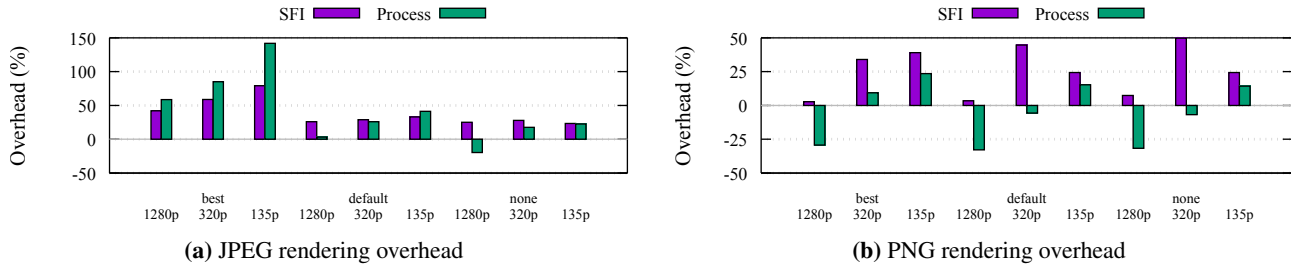 SFI Process
Overhead (%)
150
100
50
0
-50
best default none
1280p 320p 135p 1280p 320p 135p 1280p 320p 135p
(a) JPEG rendering overhead
SFI Process
Overhead (%)
50
25
0
-25
-50
best default none
1280p 320p 135p 1280p 320p 135p 1280p 320p 135p
(b) PNG rendering overhead